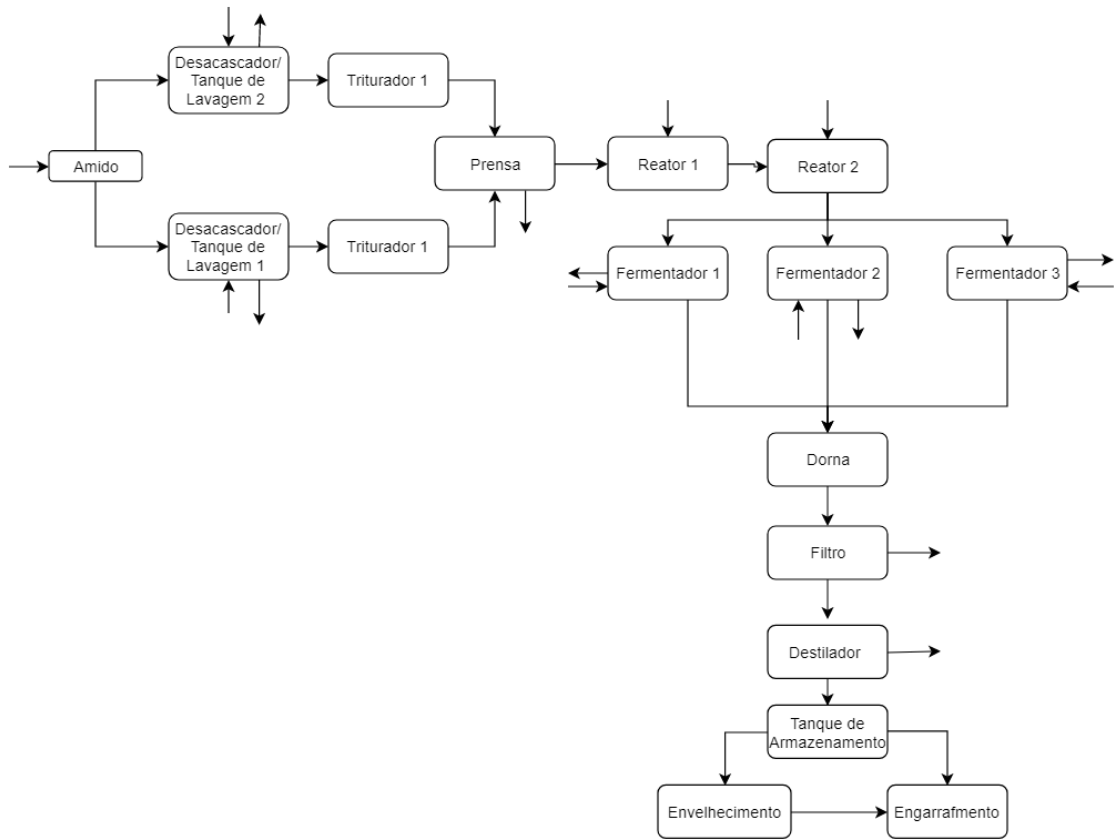 Desacascador/
Tanque de
Lavagem 2
Triturador 1
Amido
Prensa
Reator 1
Reator 2
Desacascador/
Tanque de
Lavagem 1
Triturador 1
Fermentador 1
Fermentador 2
Fermentador 3
Dorna
Filtro
Destilador
Tanque de
Armazenamento
Envelhecimento
Engarrafmento